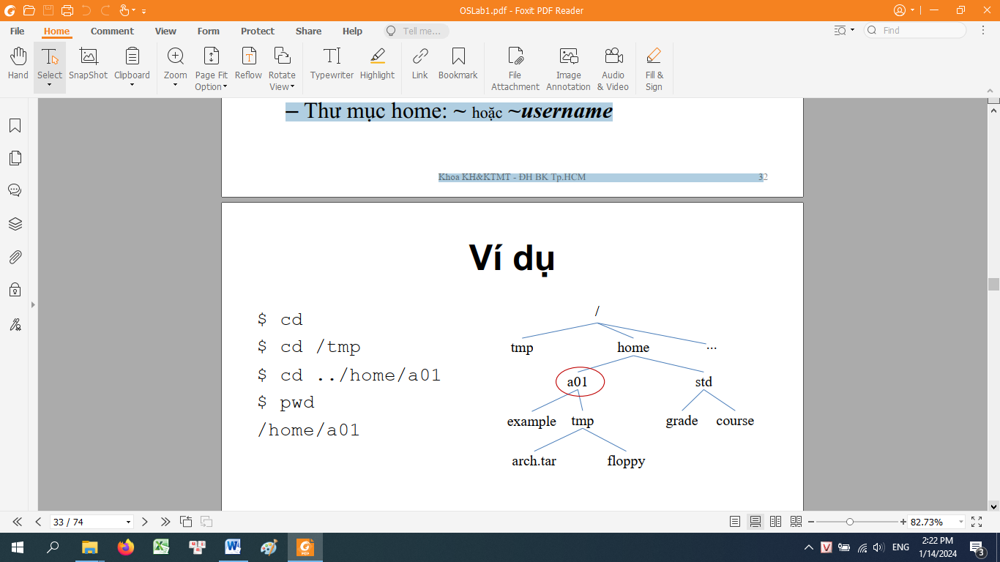 OSLab1.pdf - Foxit PDF Reader
File Home Comment View Form Protect Share Help Tell me... Find
Hand Select SnapShot Clipboard Zoom Page Fit Option Reflow Rotate View Typewriter Highlight Link Bookmark File Attachment Image Annotation Audio & Video Fill & Sign
– Thư mục home: ~ hoặc ~username
Khoa KH&KTMT - ĐH BK Tp.HCM 32
Ví dụ
$ cd
$ cd /tmp
$ cd ../home/a01
$ pwd
/home/a01
/
tmp home ...
a01 std
example tmp grade course
arch.tar floppy
33 / 74 82.73%
ENG 2:22 PM
1/14/2024 3